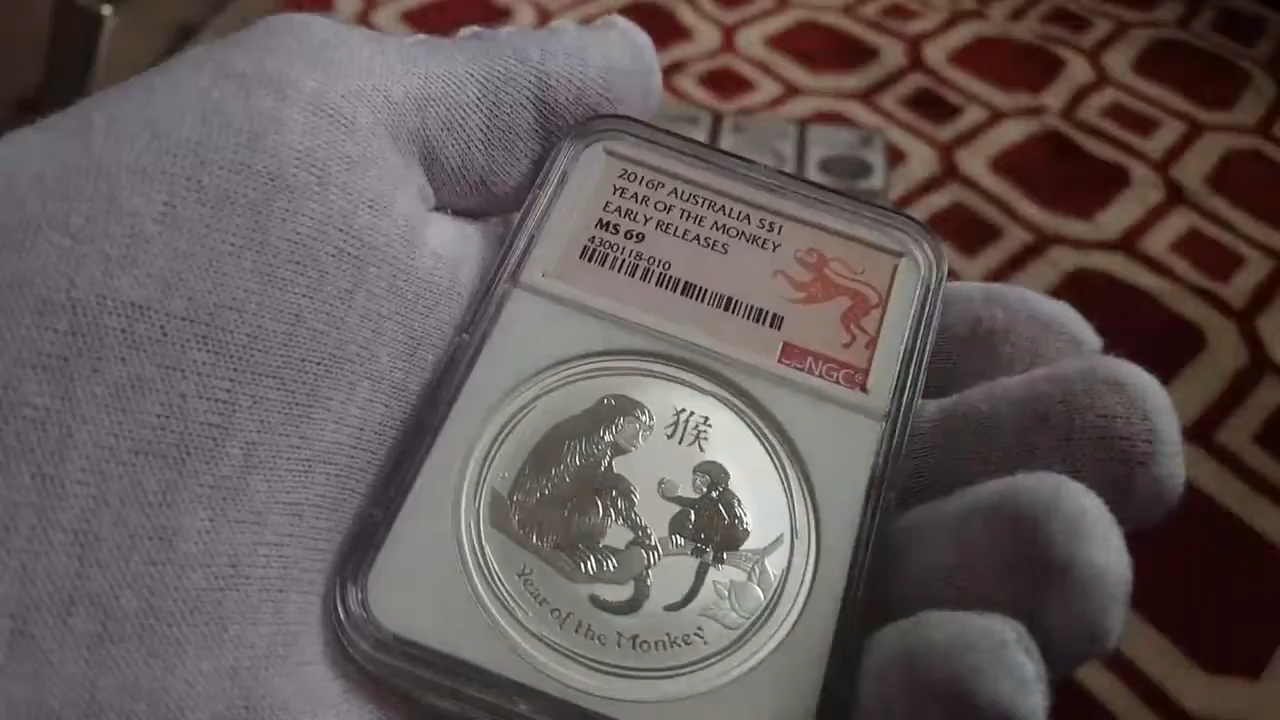 2016P AUSTRALIA S$1
YEAR OF THE MONKEY
EARLY RELEASES
MS 69
4300118-010
NGC
猴
Year of the Monkey